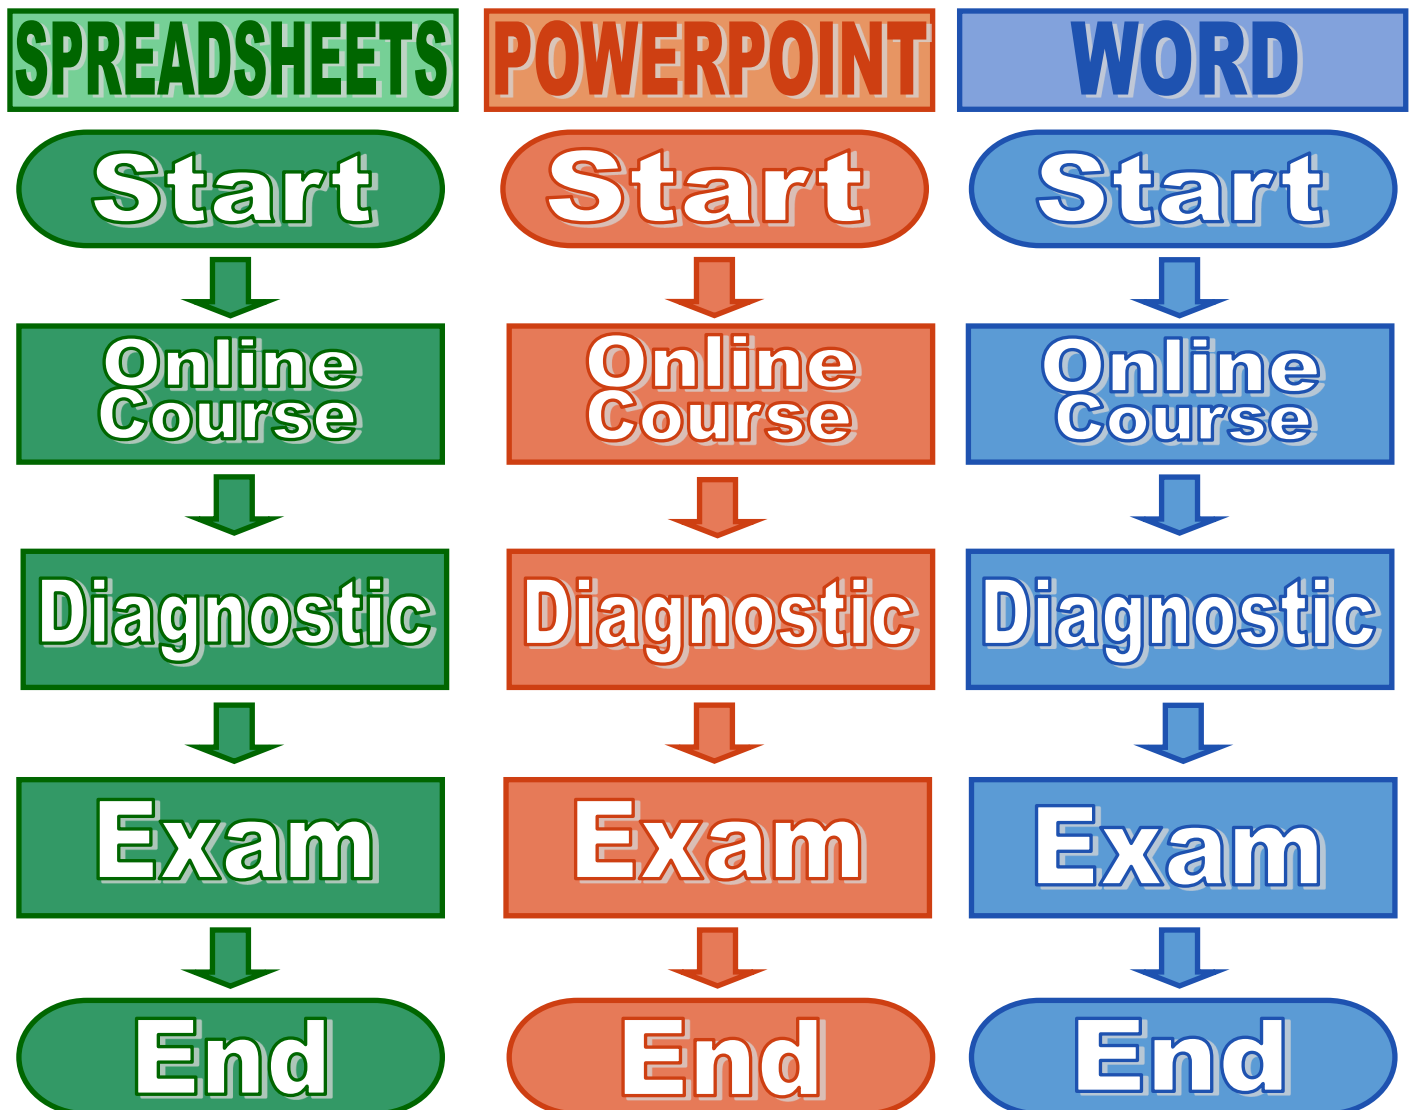 SPREADSHEETS
Start
Online
Course
Diagnostic
Exam
End
POWERPOINT
Start
Online
Course
Diagnostic
Exam
End
WORD
Start
Online
Course
Diagnostic
Exam
End